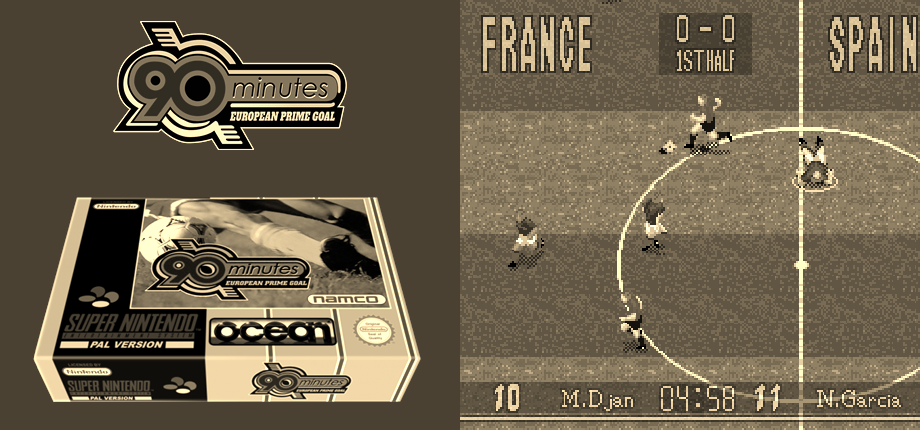 90 minutes
EUROPEAN PRIME GOAL
Nintendo
90 minutes
EUROPEAN PRIME GOAL
namco
SUPER NINTENDO
PAL VERSION
ocean
Nintendo
90 minutes
EUROPEAN PRIME GOAL
SUPER NINTENDO
PAL VERSION
FRANCE
0-0
SPAIN
1ST HALF
10 M.Djan 04:58 11 N.Garcia